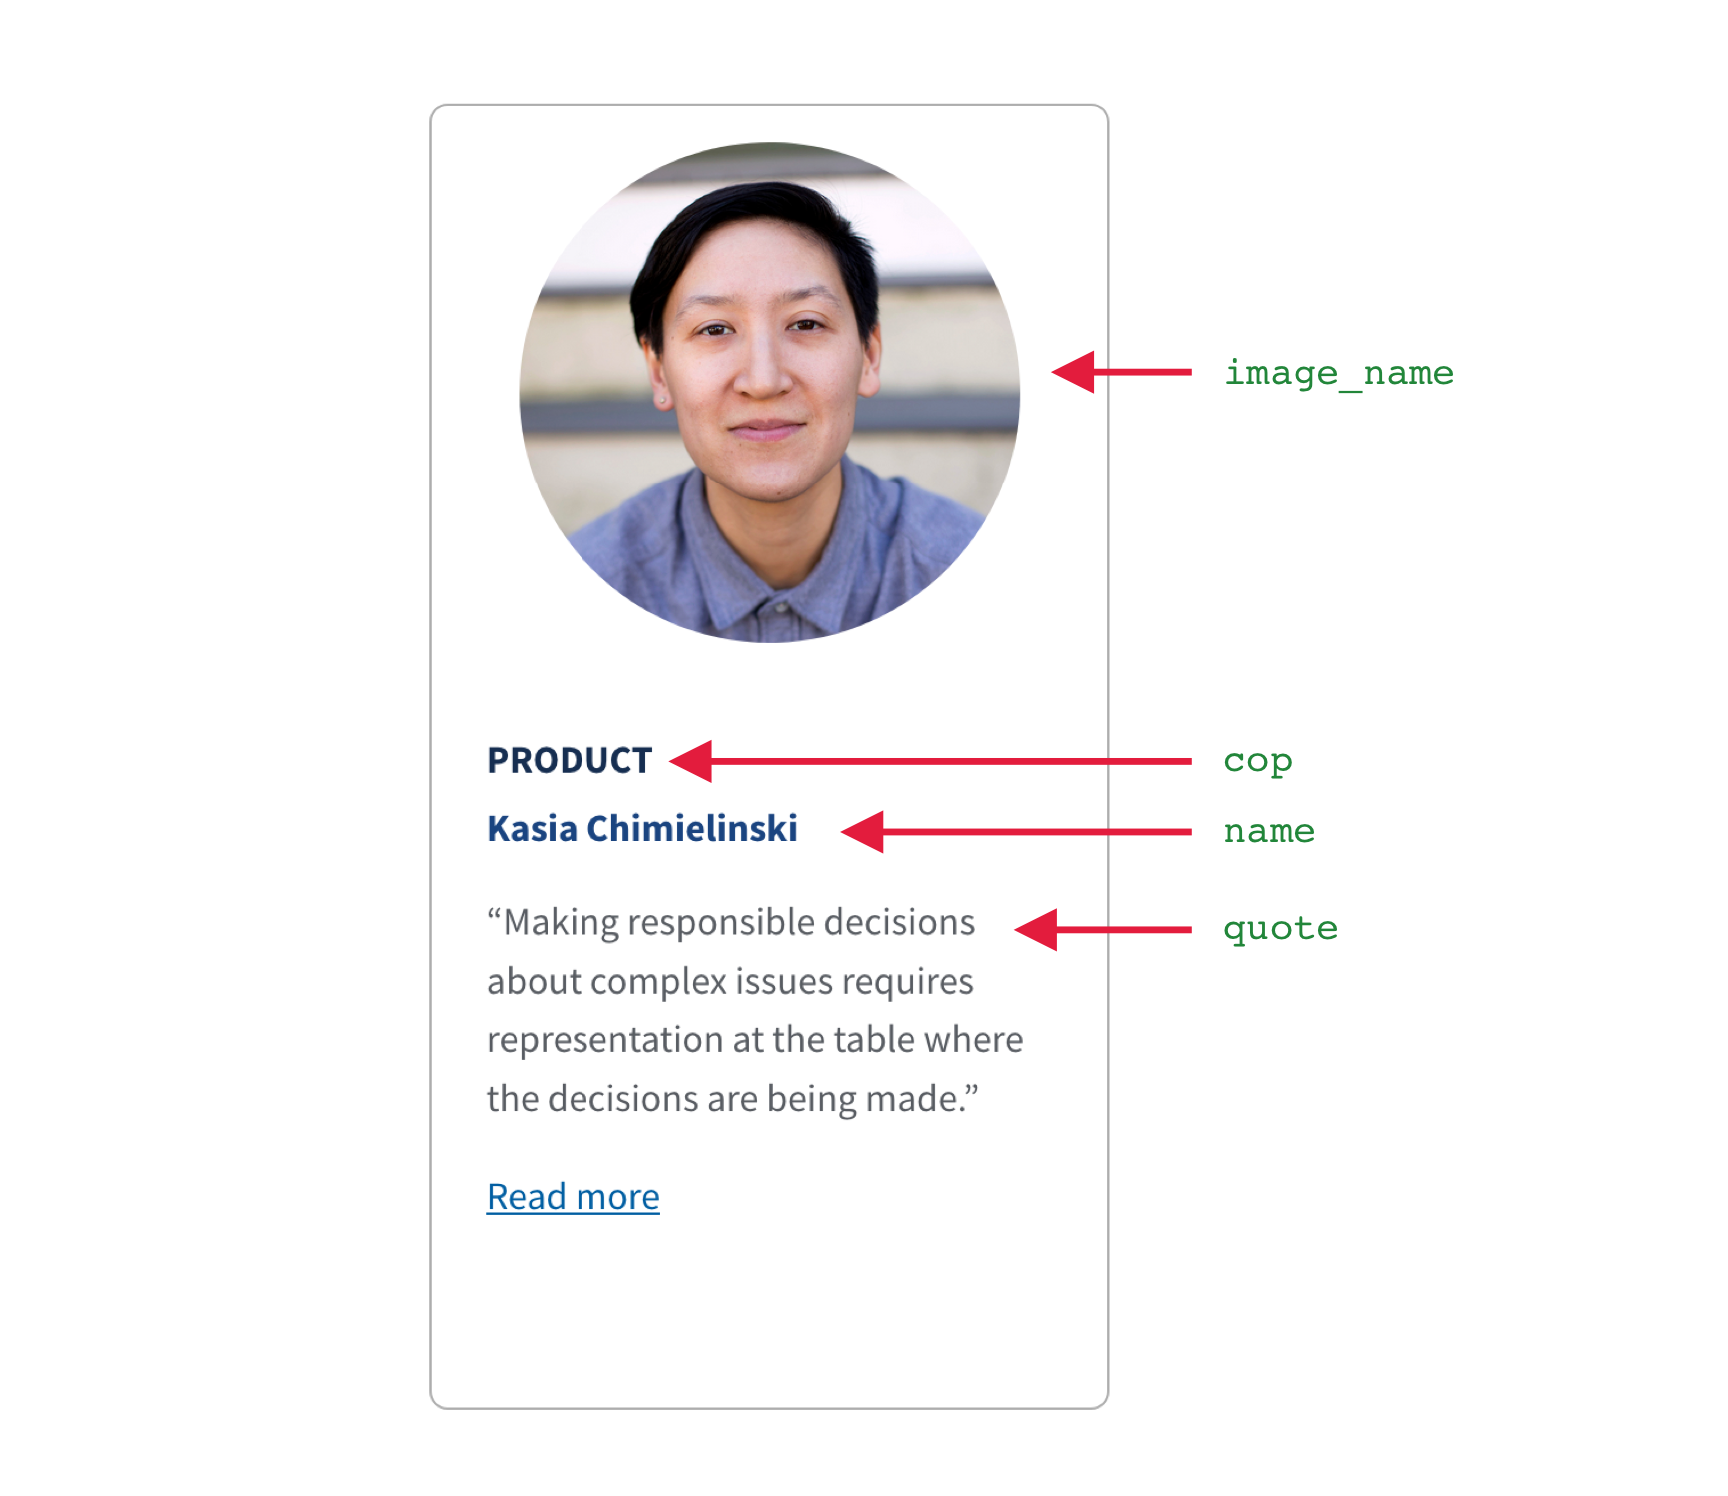 image_name
PRODUCT
cop
Kasia Chimielinski
name
“Making responsible decisions
quote
about complex issues requires
representation at the table where
the decisions are being made.”
Read more